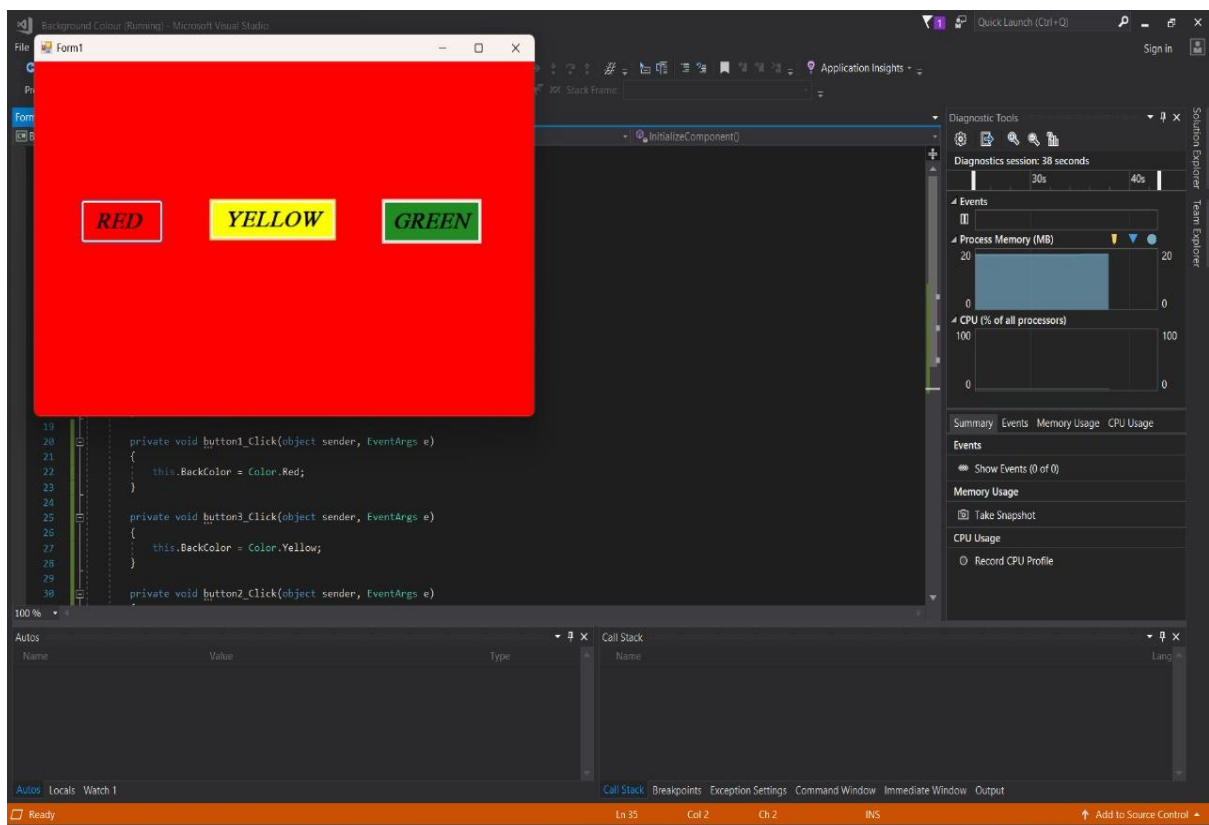 Background Colour (Running) - Microsoft Visual Studio
1
Quick Launch (Ctrl+Q)
File
Form1
Sign in
Application Insights
Stack Frame:
Form
InitializeComponent()
RED
YELLOW
GREEN
19
20 private void button1_Click(object sender, EventArgs e)
21 {
22 this.BackColor = Color.Red;
23 }
24
25 private void button3_Click(object sender, EventArgs e)
26 {
27 this.BackColor = Color.Yellow;
28 }
29
30 private void button2_Click(object sender, EventArgs e)
100 %
Diagnostic Tools
Diagnostics session: 38 seconds
30s 40s
Events
Process Memory (MB)
20 20
0 0
CPU (% of all processors)
100 100
0 0
Summary Events Memory Usage CPU Usage
Events
Show Events (0 of 0)
Memory Usage
Take Snapshot
CPU Usage
Record CPU Profile
Solution Explorer
Team Explorer
Autos
Name Value Type
Call Stack
Name Lang
Autos Locals Watch 1
Call Stack Breakpoints Exception Settings Command Window Immediate Window Output
Ready Ln 35 Col 2 Ch 2 INS Add to Source Control